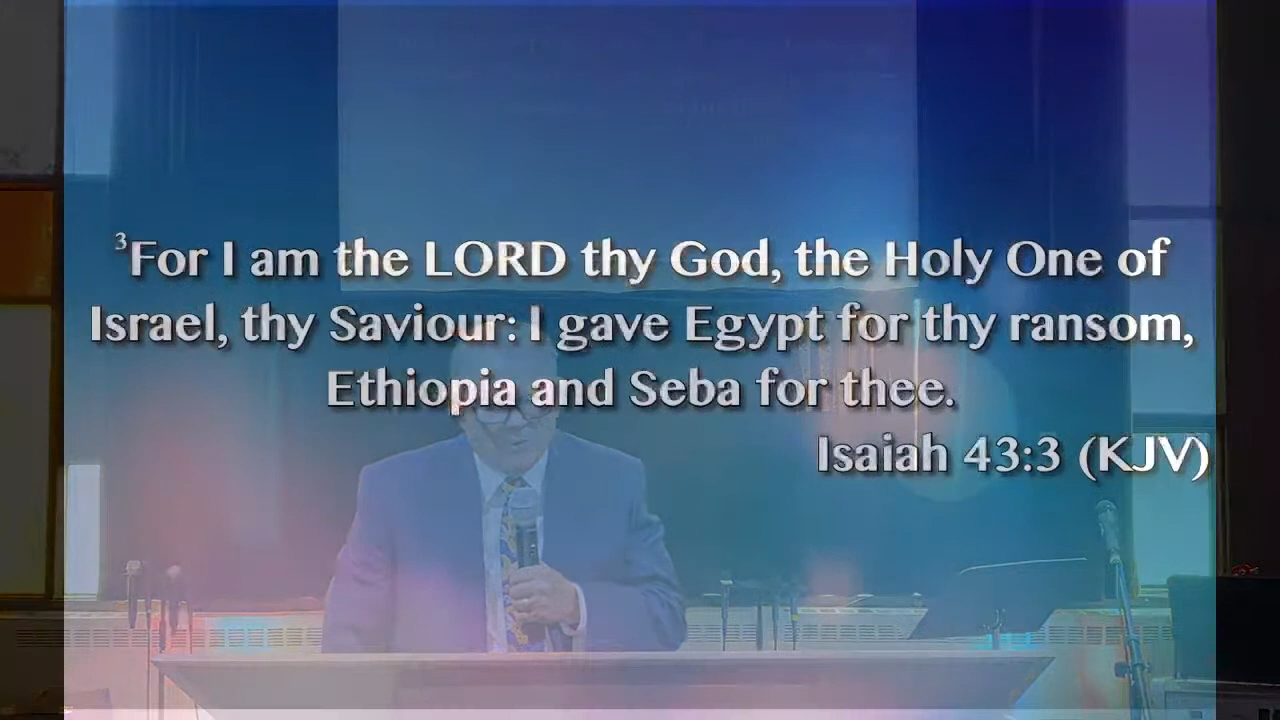 ³For I am the LORD thy God, the Holy One of
Israel, thy Saviour: I gave Egypt for thy ransom,
Ethiopia and Seba for thee.
Isaiah 43:3 (KJV)